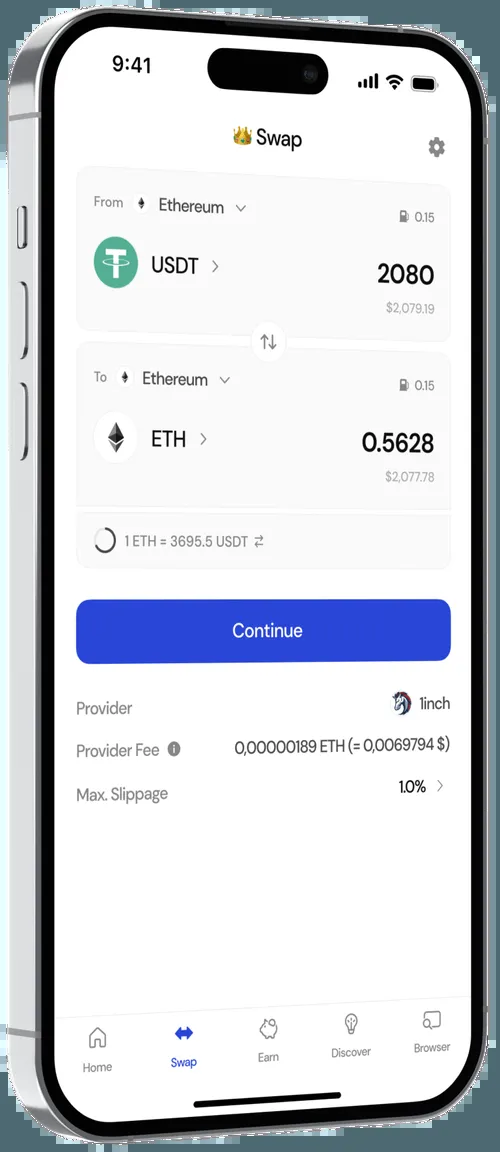 9:41
👑 Swap
From Ethereum
0.15
USDT
2080
$2,079.19
To Ethereum
0.15
ETH
0.5628
$2,077.78
1 ETH = 3695.5 USDT
Continue
Provider 1inch
Provider Fee 0,00000189 ETH (= 0,0069794 $)
Max. Slippage 1.0%
Home Swap Earn Discover Browser